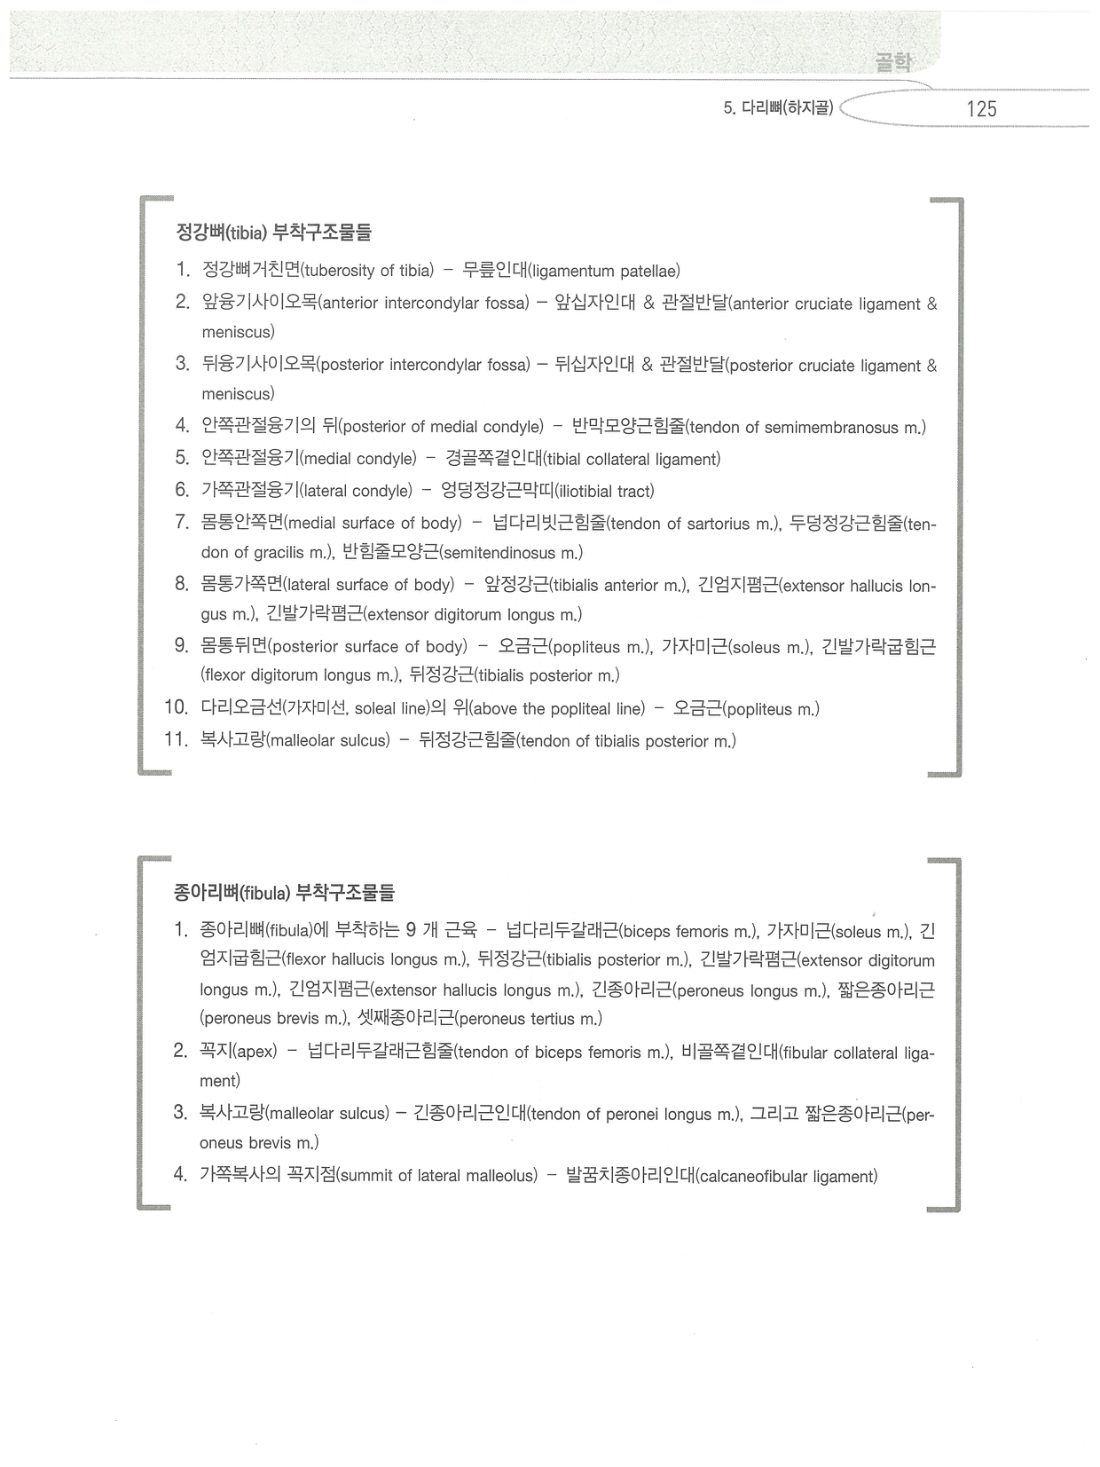 골학
5. 다리뼈(하지골)
125
정강뼈(tibia) 부착구조물들
1. 정강뼈거친면(tuberosity of tibia) - 무릎인대(ligamentum patellae)
2. 앞융기사이오목(anterior intercondylar fossa) - 앞십자인대 & 관절반달(anterior cruciate ligament &
meniscus)
3. 뒤융기사이오목(posterior intercondylar fossa) - 뒤십자인대 & 관절반달(posterior cruciate ligament &
meniscus)
4. 안쪽관절융기의 뒤(posterior of medial condyle) - 반막모양근힘줄(tendon of semimembranosus m.)
5. 안쪽관절융기(medial condyle) - 경골쪽곁인대(tibial collateral ligament)
6. 가쪽관절융기(lateral condyle) - 엉덩정강근막띠(iliotibial tract)
7. 몸통안쪽면(medial surface of body) - 넙다리빗근힘줄(tendon of sartorius m.), 두덩정강근힘줄(ten-
don of gracilis m.), 반힘줄모양근(semitendinosus m.)
8. 몸통가쪽면(lateral surface of body) - 앞정강근(tibialis anterior m.), 긴엄지폄근(extensor hallucis lon-
gus m.), 긴발가락폄근(extensor digitorum longus m.)
9. 몸통뒤면(posterior surface of body) - 오금근(popliteus m.), 가자미근(soleus m.), 긴발가락굽힘근
(flexor digitorum longus m.), 뒤정강근(tibialis posterior m.)
10. 다리오금선(가자미선, soleal line)의 위(above the popliteal line) - 오금근(popliteus m.)
11. 복사고랑(malleolar sulcus) - 뒤정강근힘줄(tendon of tibialis posterior m.)
종아리뼈(fibula) 부착구조물들
1. 종아리뼈(fibula)에 부착하는 9 개 근육 - 넙다리두갈래근(biceps femoris m.), 가자미근(soleus m.), 긴
엄지굽힘근(flexor hallucis longus m.), 뒤정강근(tibialis posterior m.), 긴발가락폄근(extensor digitorum
longus m.), 긴엄지폄근(extensor hallucis longus m.), 긴종아리근(peroneus longus m.), 짧은종아리근
(peroneus brevis m.), 셋째종아리근(peroneus tertius m.)
2. 꼭지(apex) - 넙다리두갈래근힘줄(tendon of biceps femoris m.), 비골쪽곁인대(fibular collateral liga-
ment)
3. 복사고랑(malleolar sulcus) - 긴종아리근인대(tendon of peronei longus m.), 그리고 짧은종아리근(per-
oneus brevis m.)
4. 가쪽복사의 꼭지점(summit of lateral malleolus) - 발꿈치종아리인대(calcaneofibular ligament)